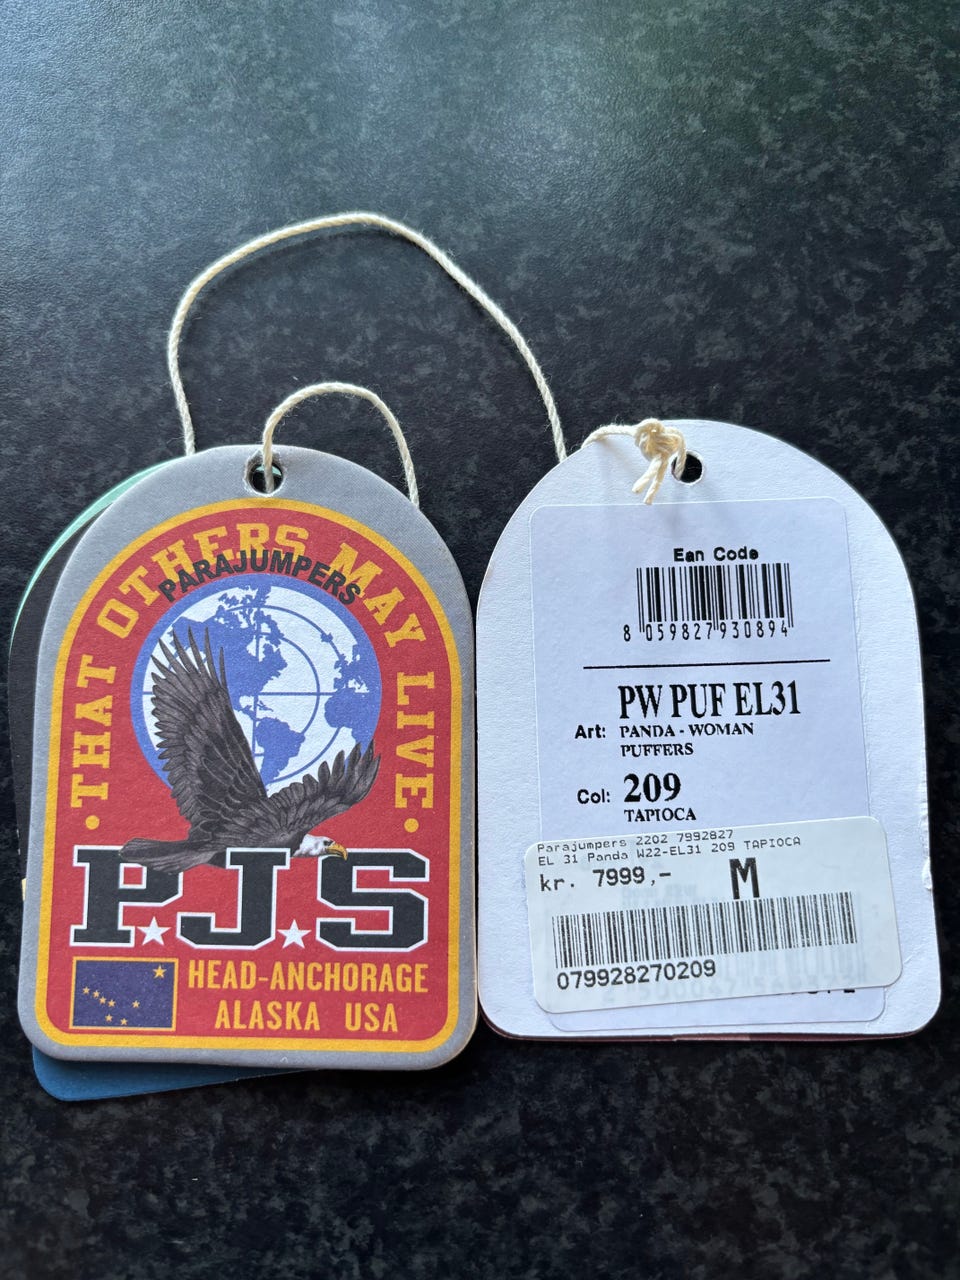 THAT OTHERS MAY LIVE
PARAJUMPERS
P.J.S
HEAD-ANCHORAGE
ALASKA USA
Ean Code
8 059827 930894
PW PUF EL31
Art: PANDA - WOMAN
PUFFERS
Col: 209
TAPIOCA
Parajumpers 2202 7992827
EL 31 Panda W22-EL31 209 TAPIOCA
kr. 7999,- M
079928270209